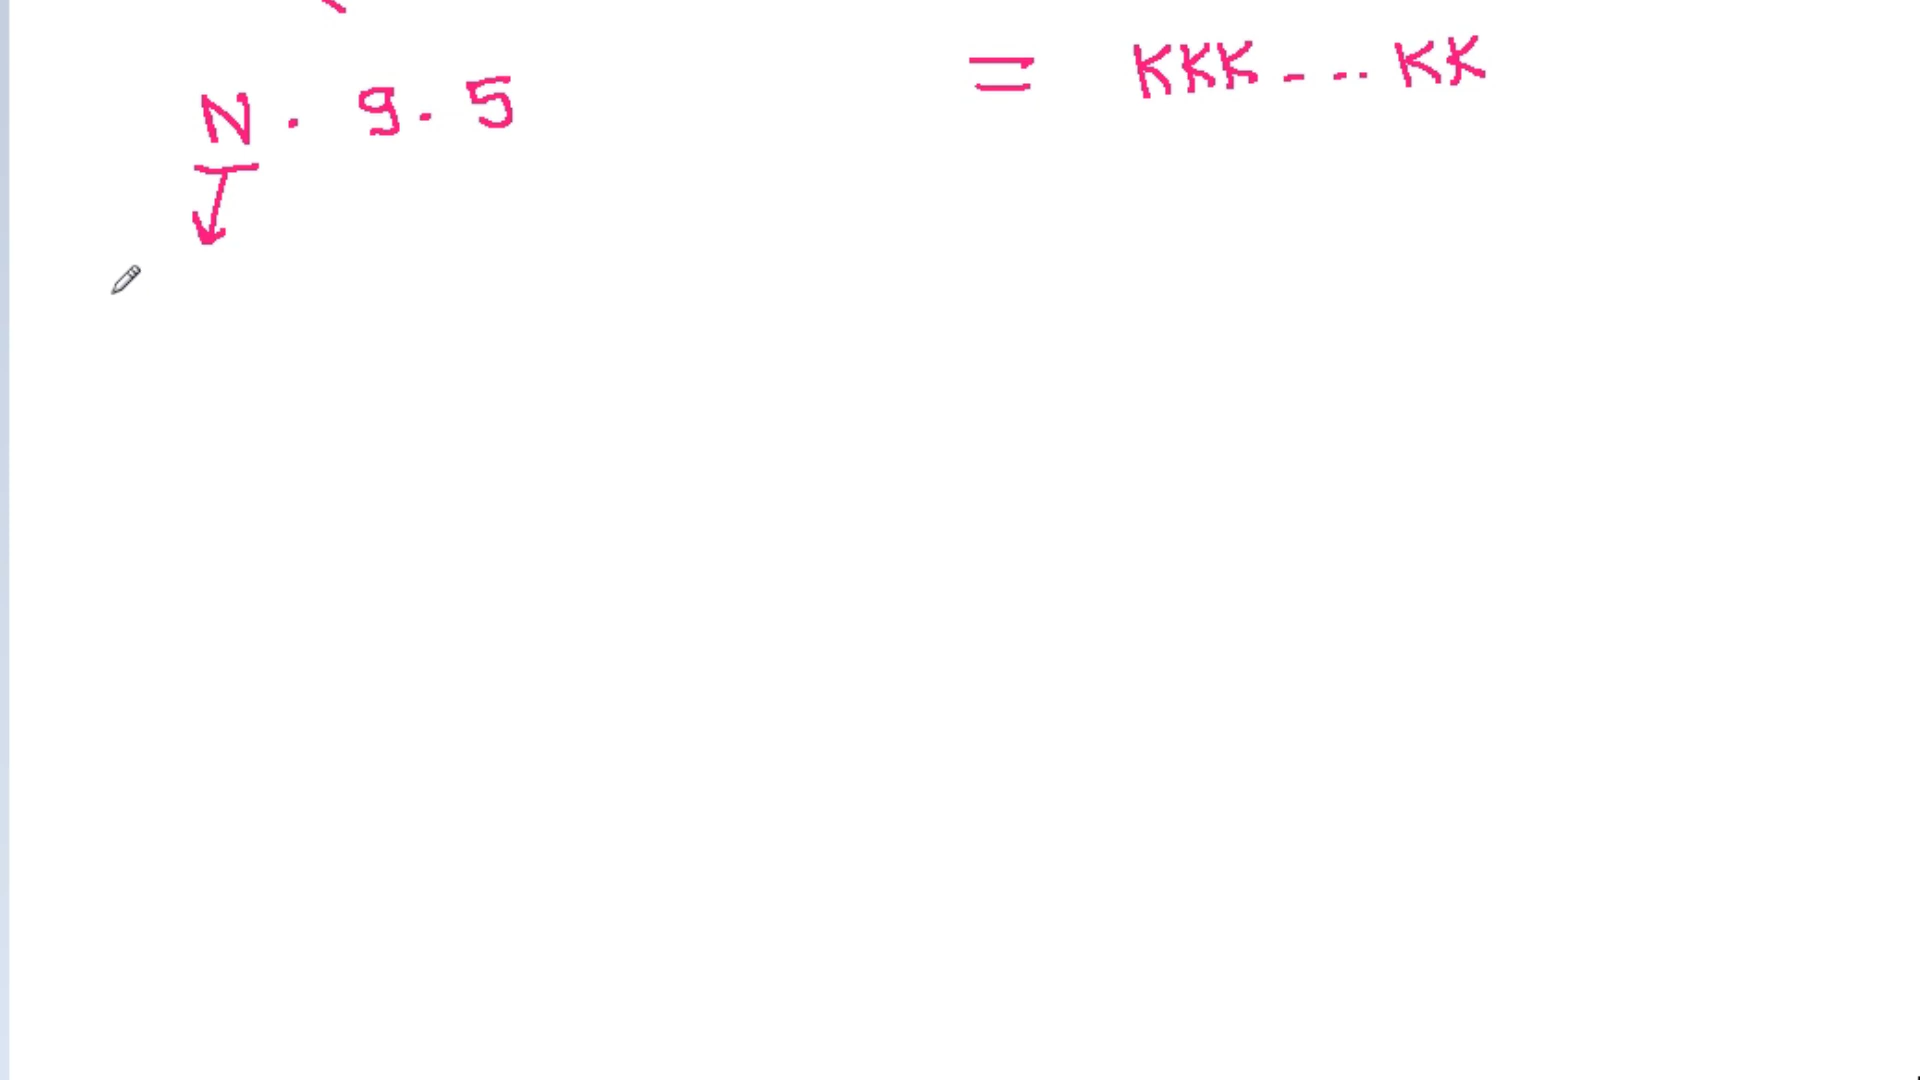 N. 9. 5 = KKK - - .. KK